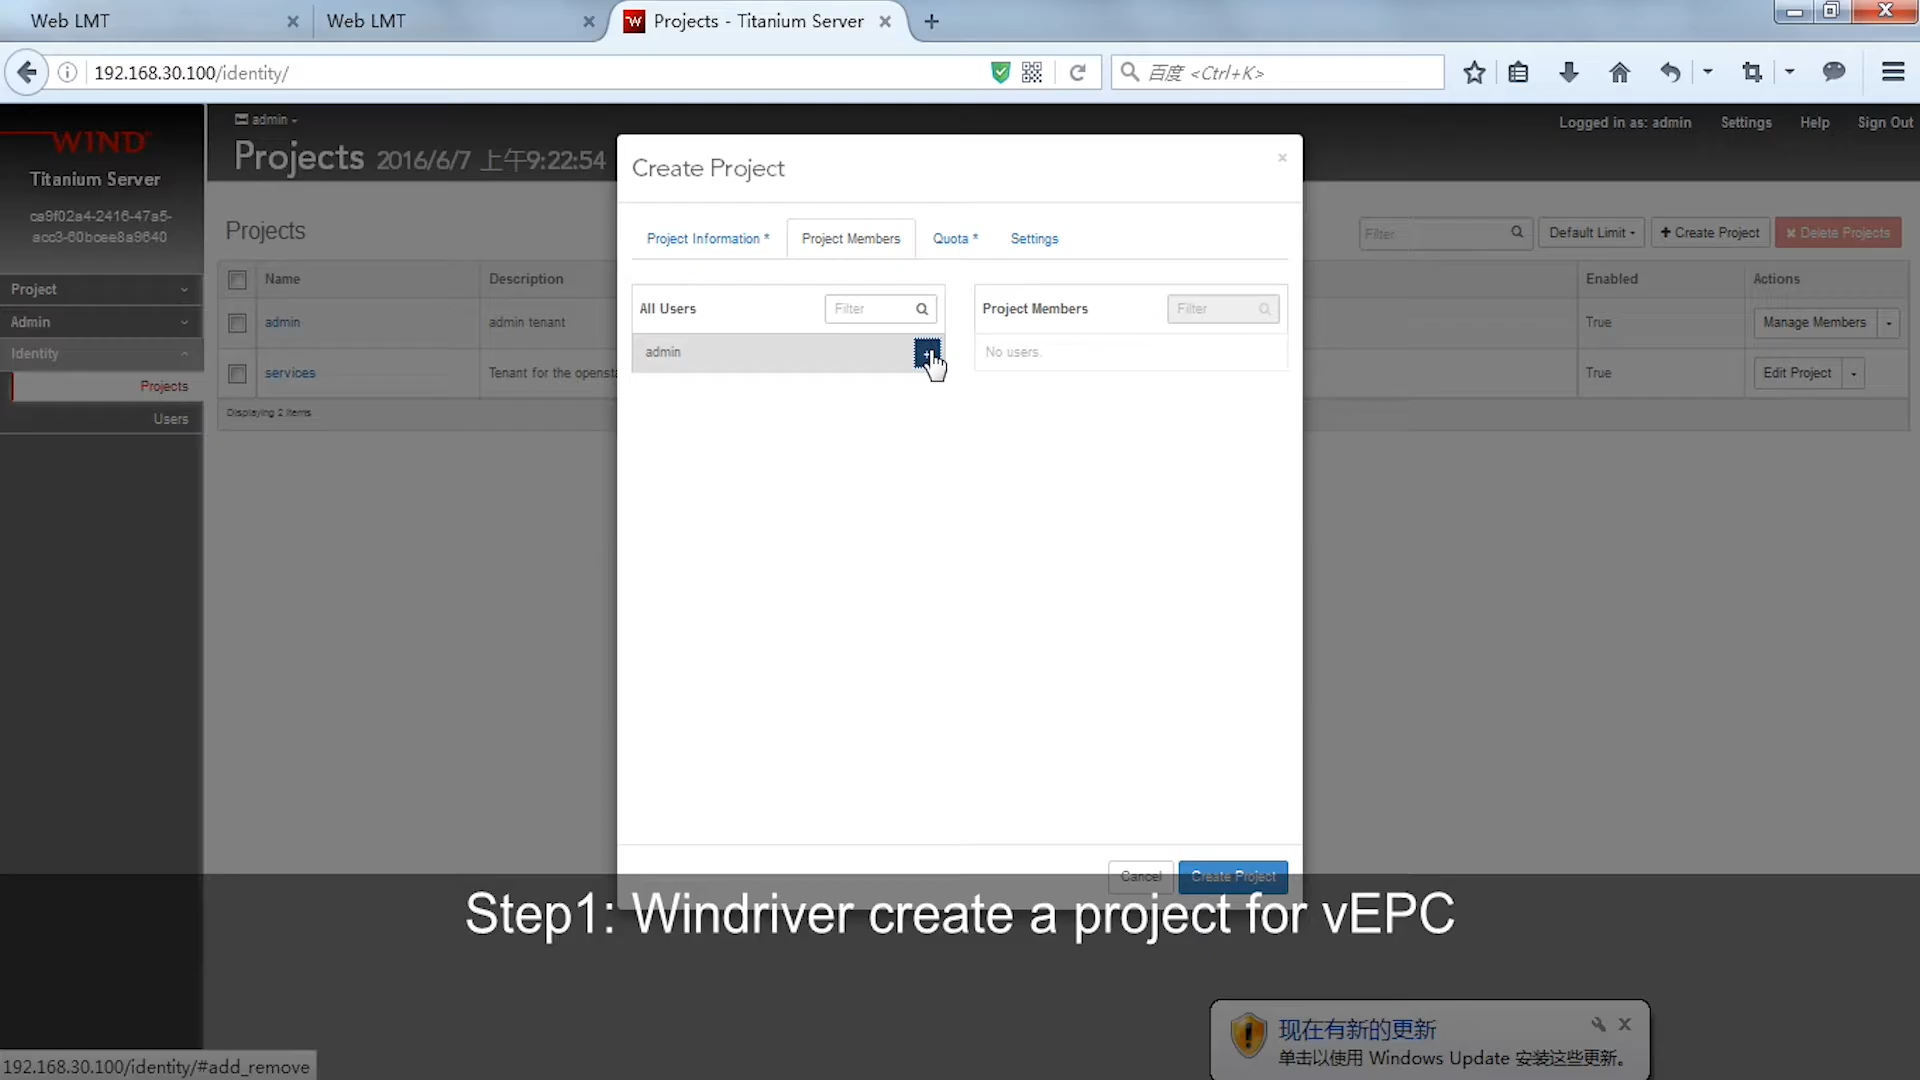 Web LMT
Web LMT
Projects - Titanium Server
192.168.30.100/identity/
百度 <Ctrl+K>
WIND
Titanium Server
ca9f02a4-2416-47a5-
acc3-60bcee8a9640
admin
Projects 2016/6/7 上午9:22:54
Logged in as: admin
Settings
Help
Sign Out
Project
Admin
Identity
Projects
Users
Projects
Filter
Default Limit
+ Create Project
Delete Projects
Name
Description
Enabled
Actions
admin
admin tenant
True
Manage Members
services
Tenant for the opensta
True
Edit Project
Displaying 2 items
Create Project
×
Project Information *
Project Members
Quota *
Settings
All Users
Filter
admin
Project Members
Filter
No users.
Cancel
Create Project
Step1: Windriver create a project for vEPC
现在有新的更新
单击以使用 Windows Update 安装这些更新。
192.168.30.100/identity/#add_remove